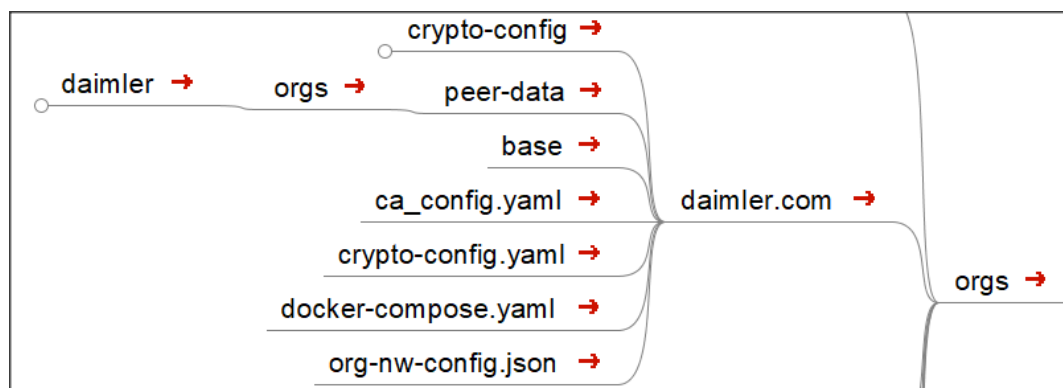 crypto-config
daimler
orgs
peer-data
base
ca_config.yaml
daimler.com
crypto-config.yaml
orgs
docker-compose.yaml
org-nw-config.json